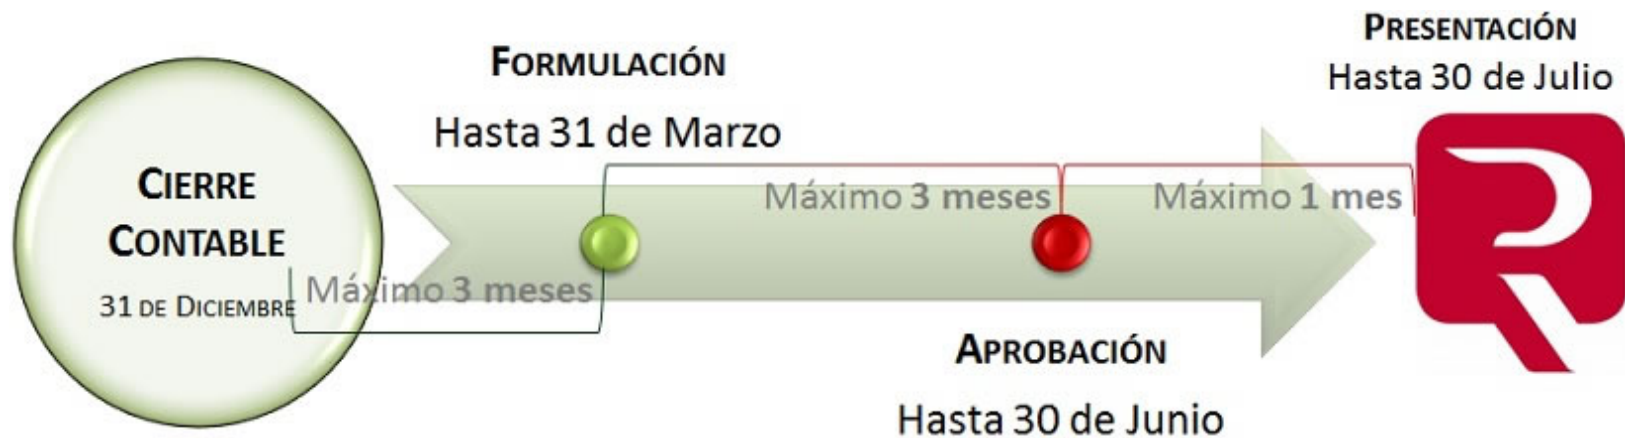 CIERRE
CONTABLE
31 DE DICIEMBRE
Máximo 3 meses
FORMULACIÓN
Hasta 31 de Marzo
Máximo 3 meses
APROBACIÓN
Hasta 30 de Junio
Máximo 1 mes
PRESENTACIÓN
Hasta 30 de Julio